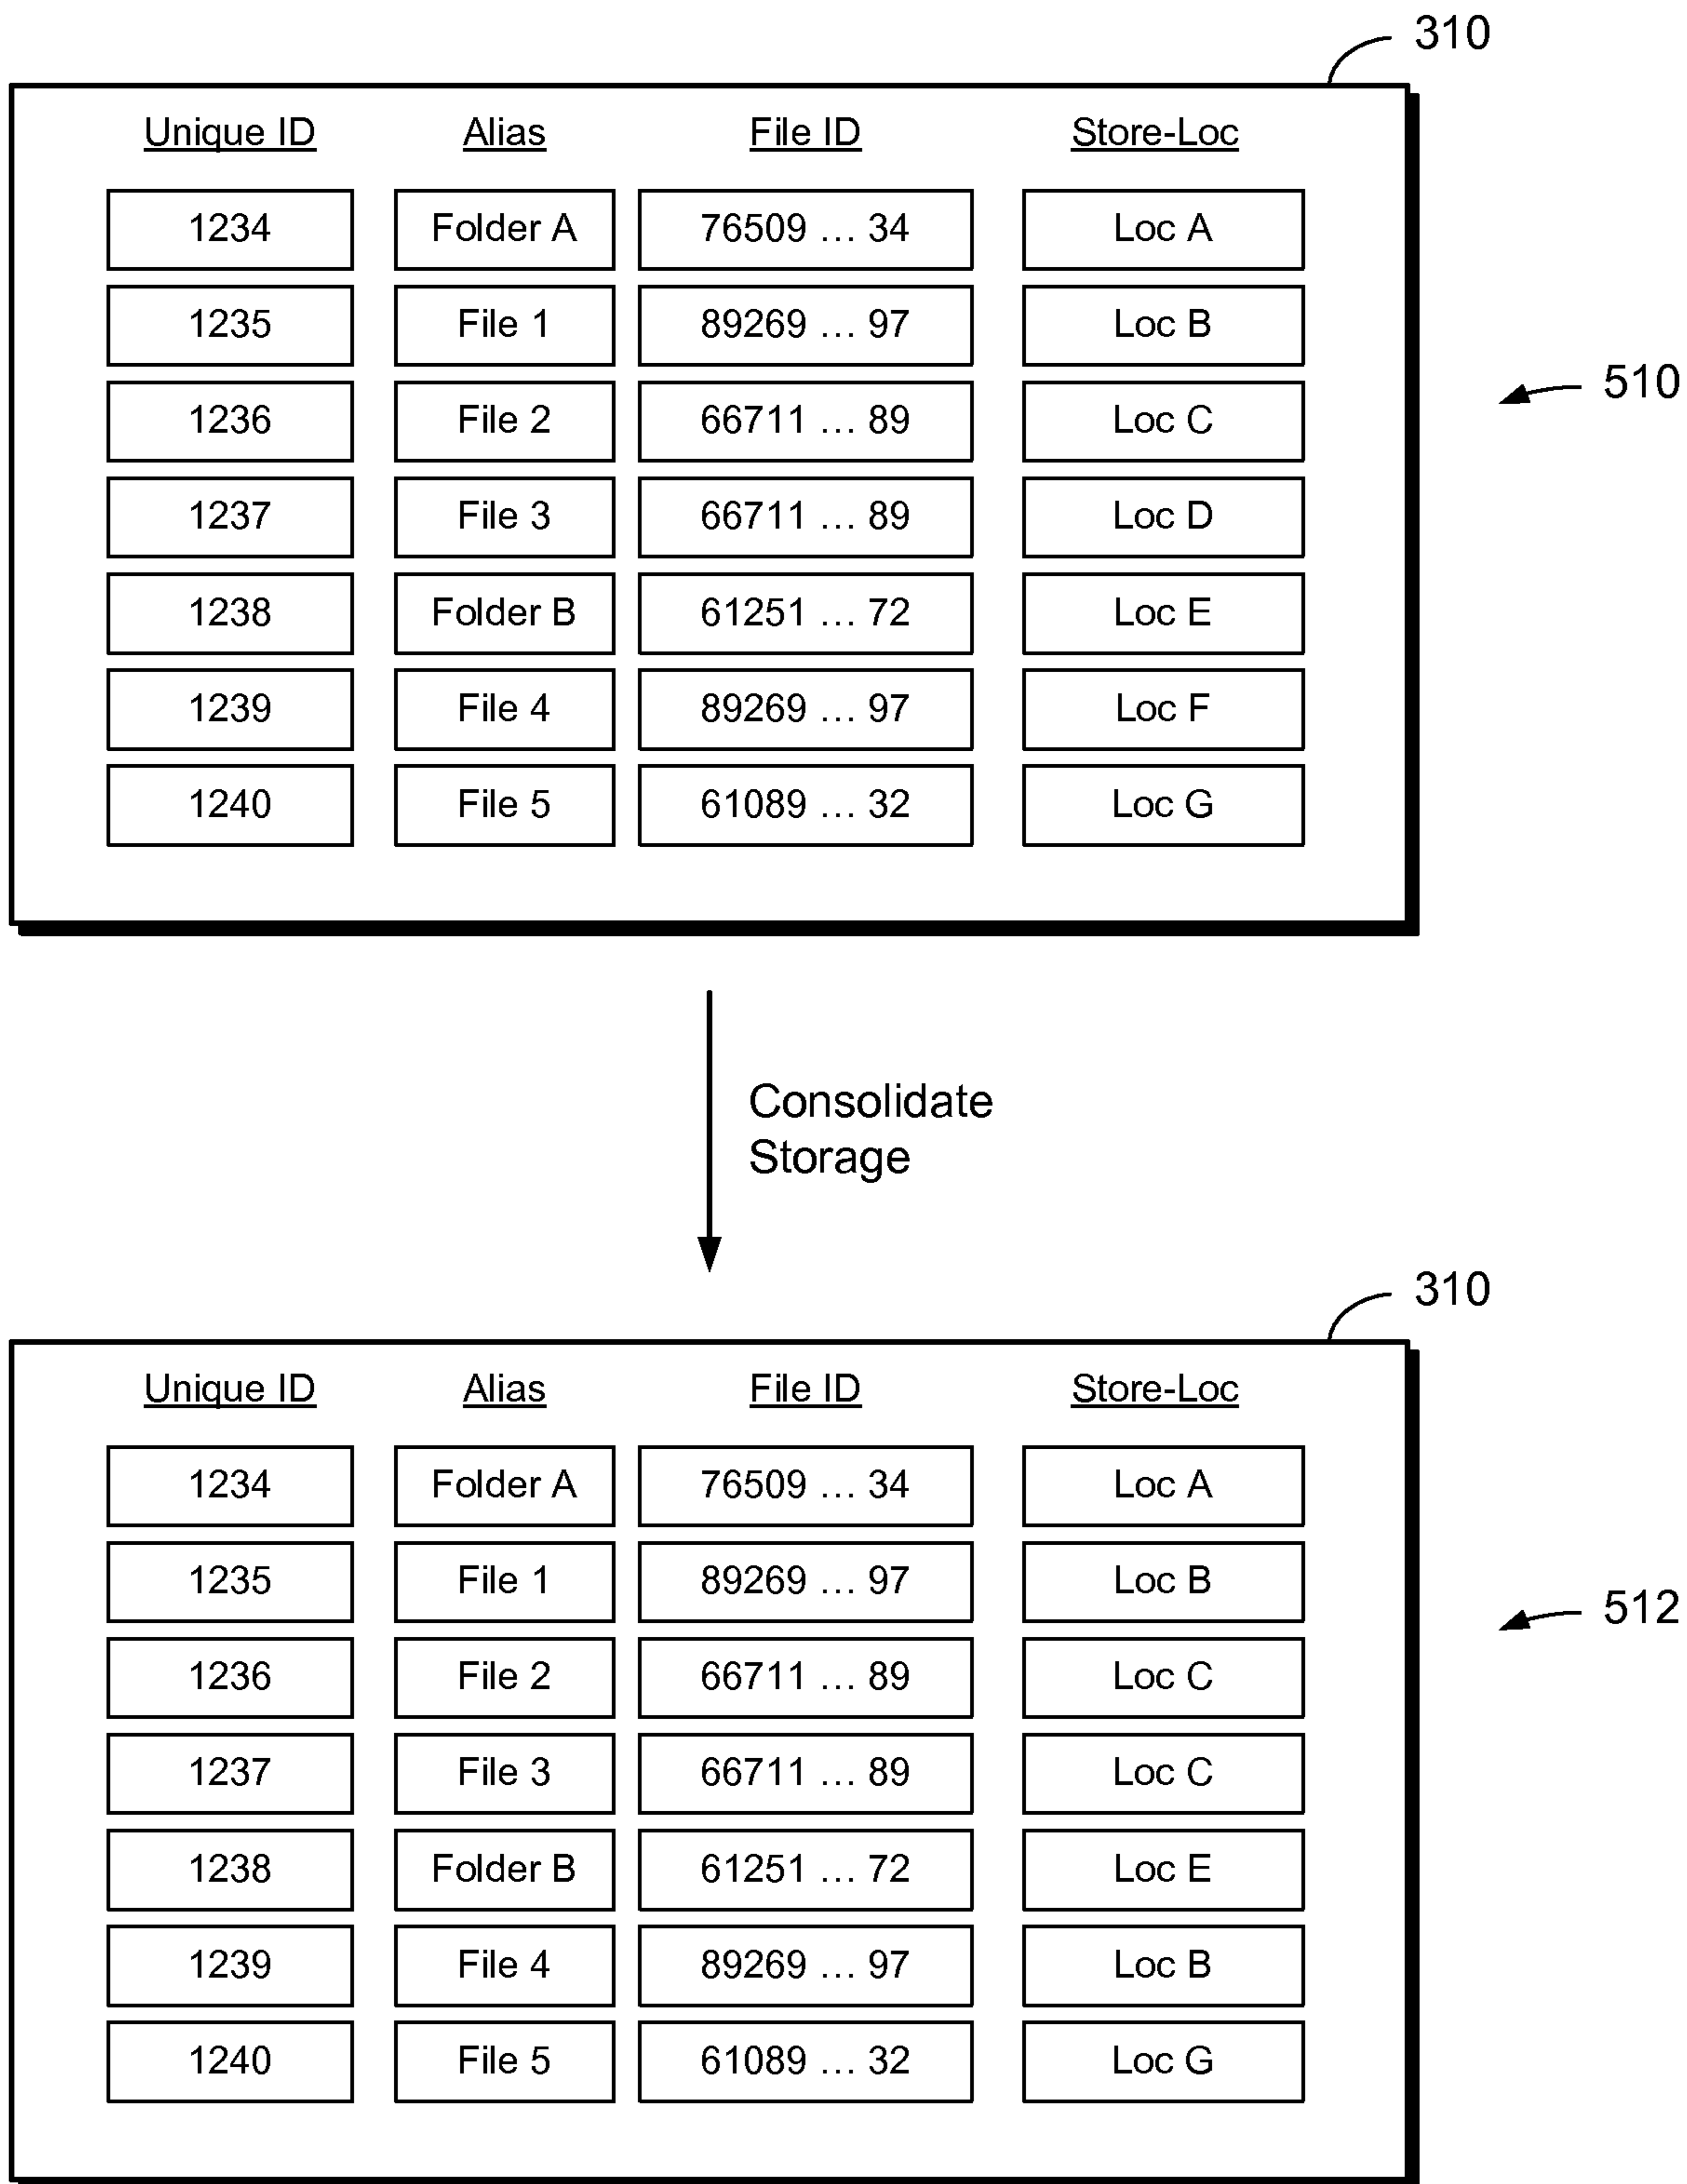 310
Unique ID Alias File ID Store-Loc
1234 Folder A 76509 ... 34 Loc A
1235 File 1 89269 ... 97 Loc B
1236 File 2 66711 ... 89 Loc C
510
1237 File 3 66711 ... 89 Loc D
1238 Folder B 61251 ... 72 Loc E
1239 File 4 89269 ... 97 Loc F
1240 File 5 61089 ... 32 Loc G
Consolidate
Storage
310
Unique ID Alias File ID Store-Loc
1234 Folder A 76509 ... 34 Loc A
1235 File 1 89269 ... 97 Loc B
512
1236 File 2 66711 ... 89 Loc C
1237 File 3 66711 ... 89 Loc C
1238 Folder B 61251 ... 72 Loc E
1239 File 4 89269 ... 97 Loc B
1240 File 5 61089 ... 32 Loc G